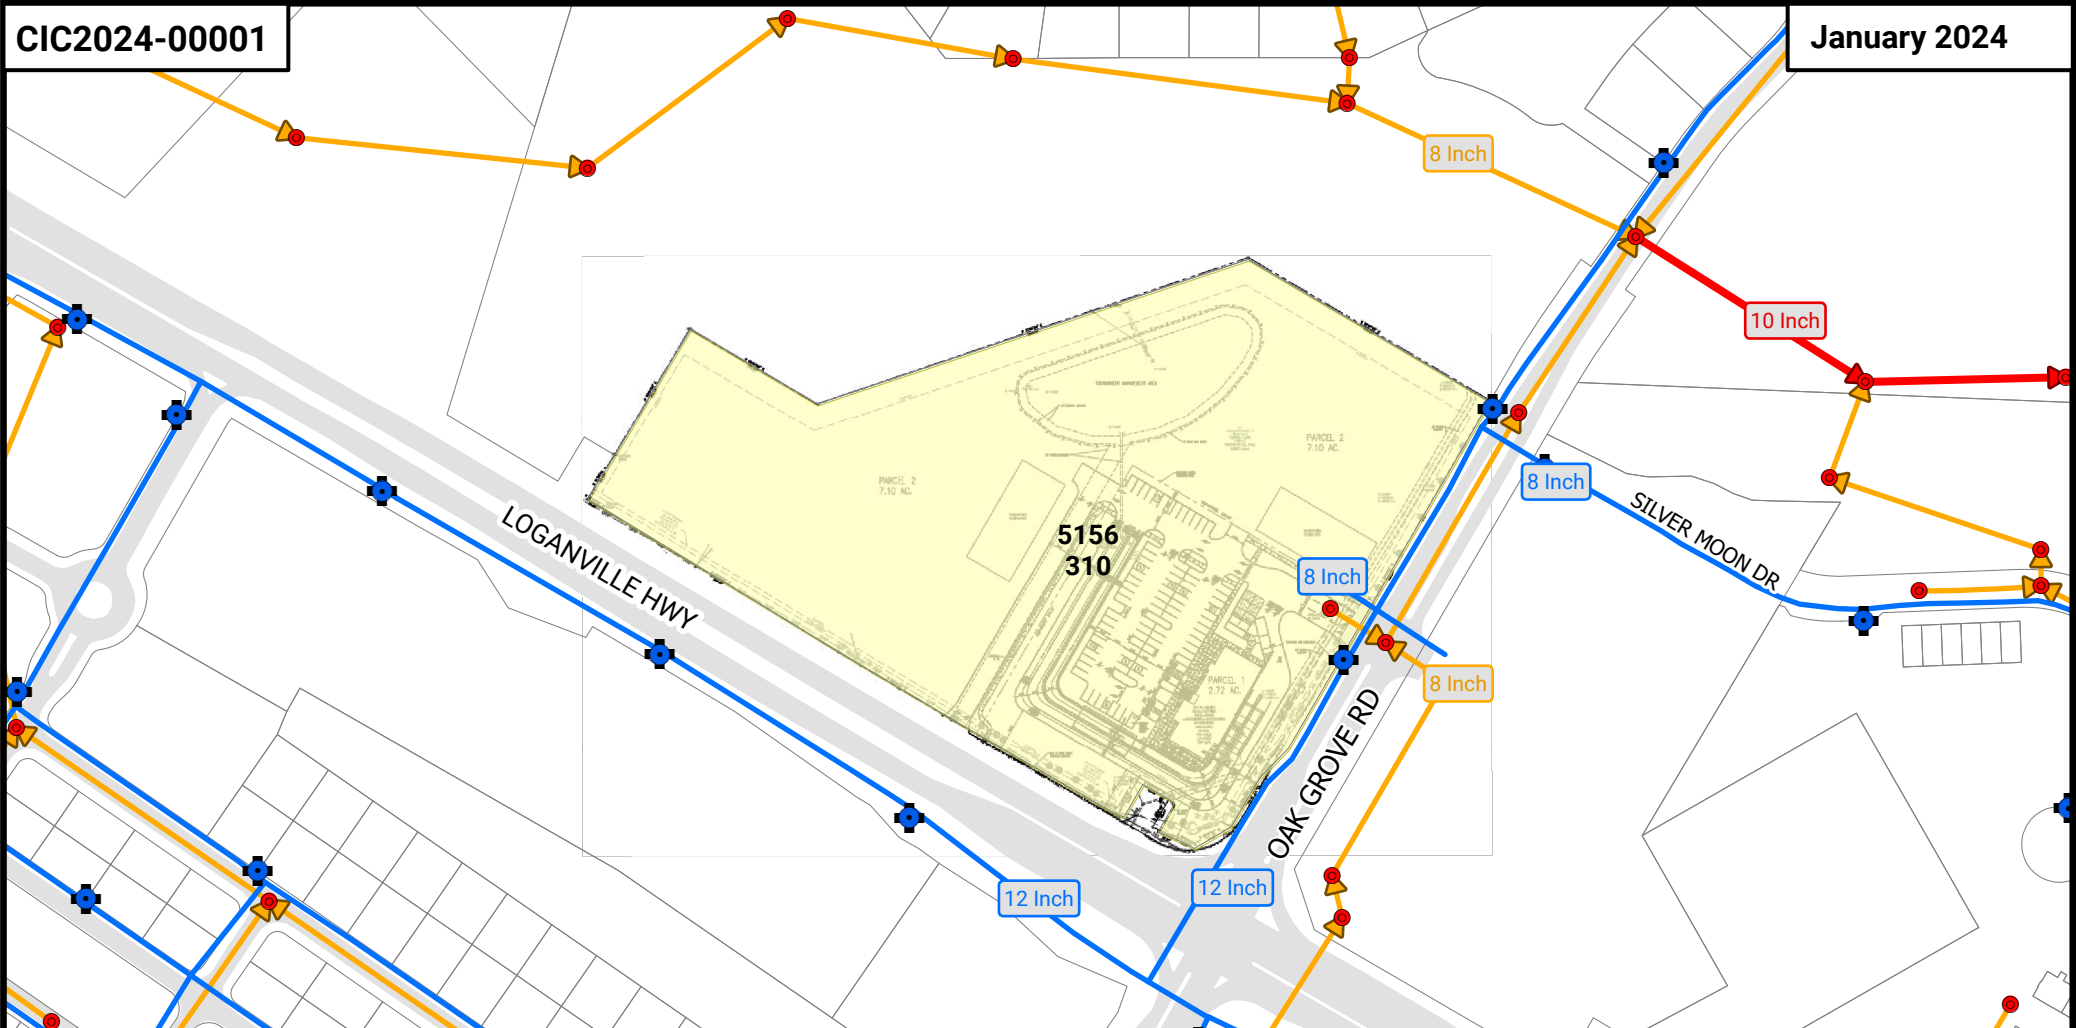 CIC2024-00001
January 2024
8 Inch
10 Inch
PARCEL 2
7.10 AC.
PARCEL 2
7.10 AC.
8 Inch
SILVER MOON DR
LOGANVILLE HWY
5156
310
8 Inch
8 Inch
PARCEL 1
2.72 AC.
OAK GROVE RD
12 Inch
12 Inch